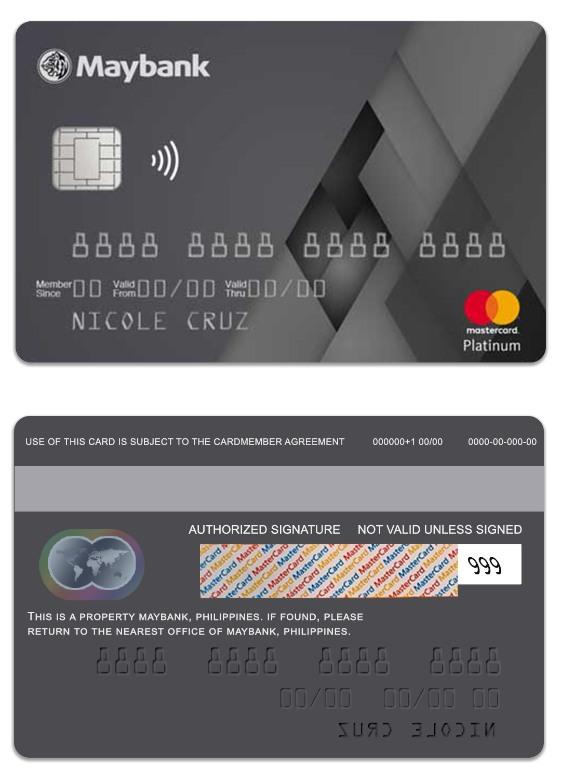 Maybank
8888 8888 8888 8888
Member Since 00 Valid From 00/00 Valid Thru 00/00
NICOLE CRUZ
mastercard.
Platinum
USE OF THIS CARD IS SUBJECT TO THE CARDMEMBER AGREEMENT 000000+1 00/00 0000-00-000-00
AUTHORIZED SIGNATURE NOT VALID UNLESS SIGNED
MasterCard MasterCard MasterCard
999
THIS IS A PROPERTY MAYBANK, PHILIPPINES. IF FOUND, PLEASE
RETURN TO THE NEAREST OFFICE OF MAYBANK, PHILIPPINES.
8888 8888 8888 8888
00/00 00/00 00
NICOLE CRUZ